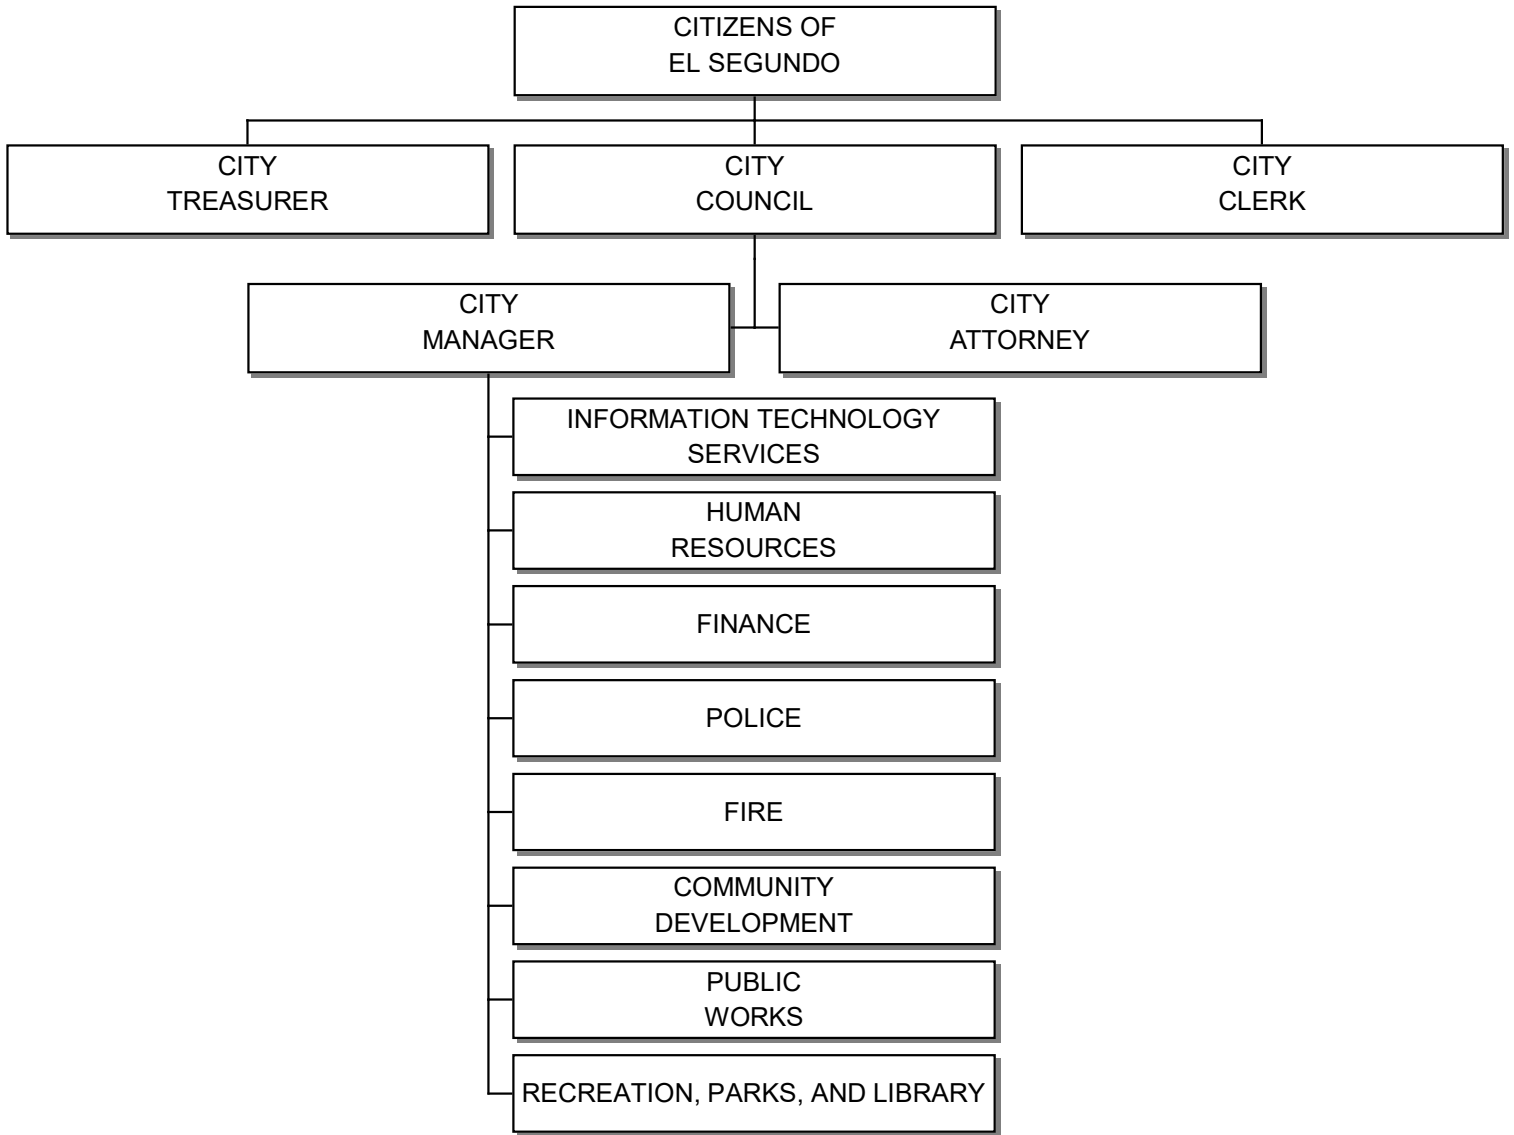 CITIZENS OF
EL SEGUNDO
CITY
TREASURER
CITY
COUNCIL
CITY
CLERK
CITY
MANAGER
CITY
ATTORNEY
INFORMATION TECHNOLOGY
SERVICES
HUMAN
RESOURCES
FINANCE
POLICE
FIRE
COMMUNITY
DEVELOPMENT
PUBLIC
WORKS
RECREATION, PARKS, AND LIBRARY